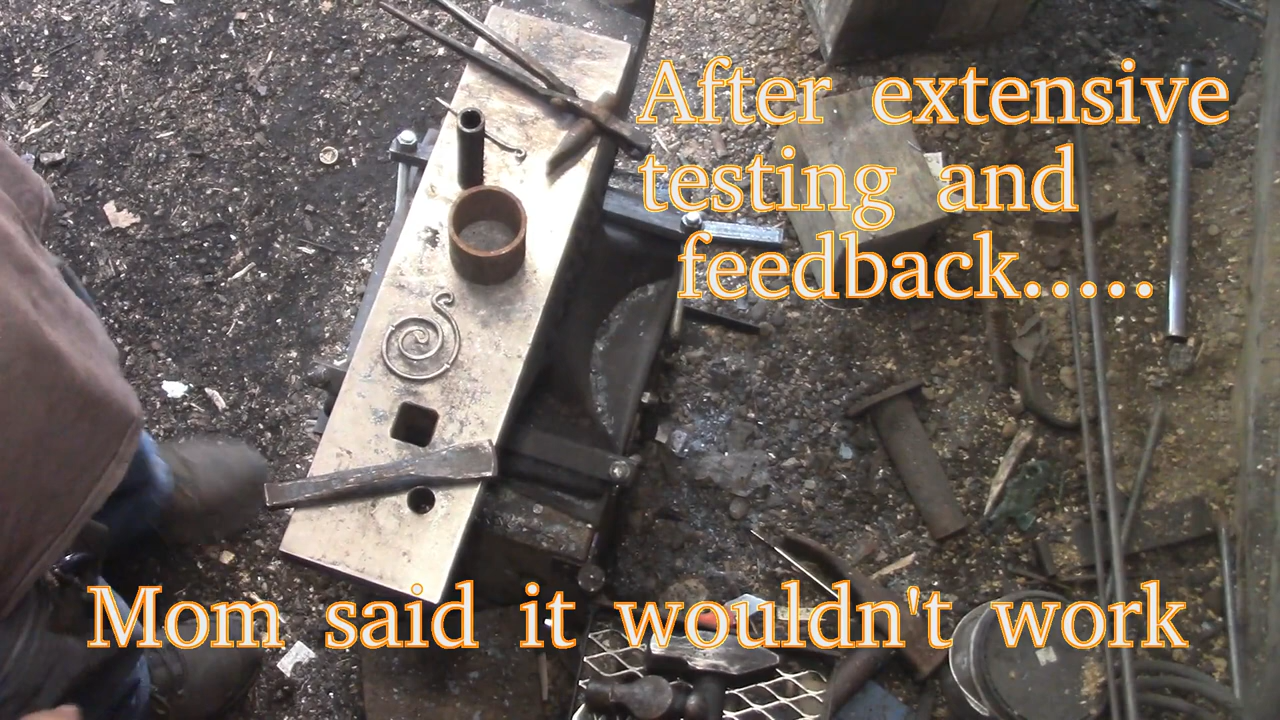 After extensive
testing and
feedback.....
Mom said it wouldn't work